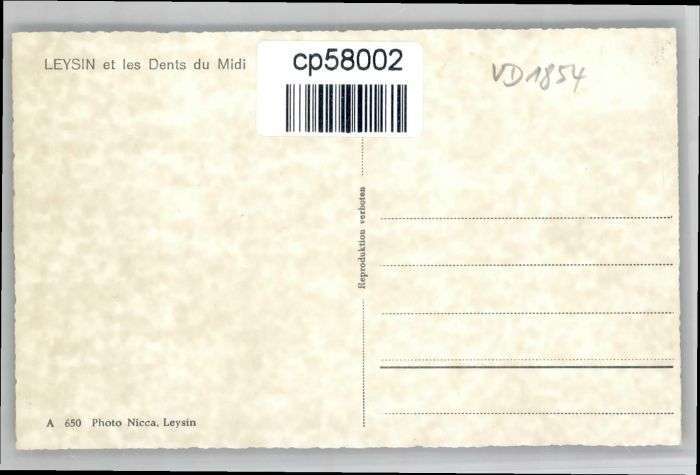 LEYSIN et les Dents du Midi
cp58002
VD1854
Reproduktion verboten
A 650 Photo Nicca, Leysin